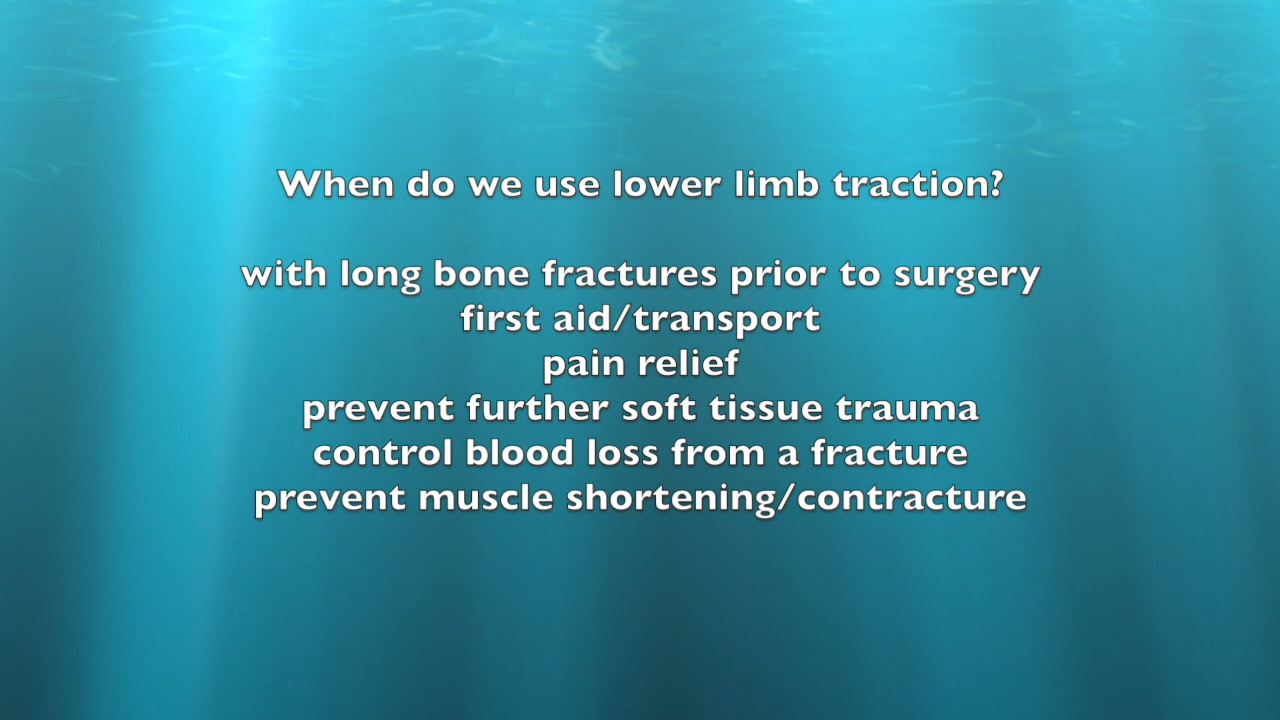 When do we use lower limb traction?
with long bone fractures prior to surgery
first aid/transport
pain relief
prevent further soft tissue trauma
control blood loss from a fracture
prevent muscle shortening/contracture